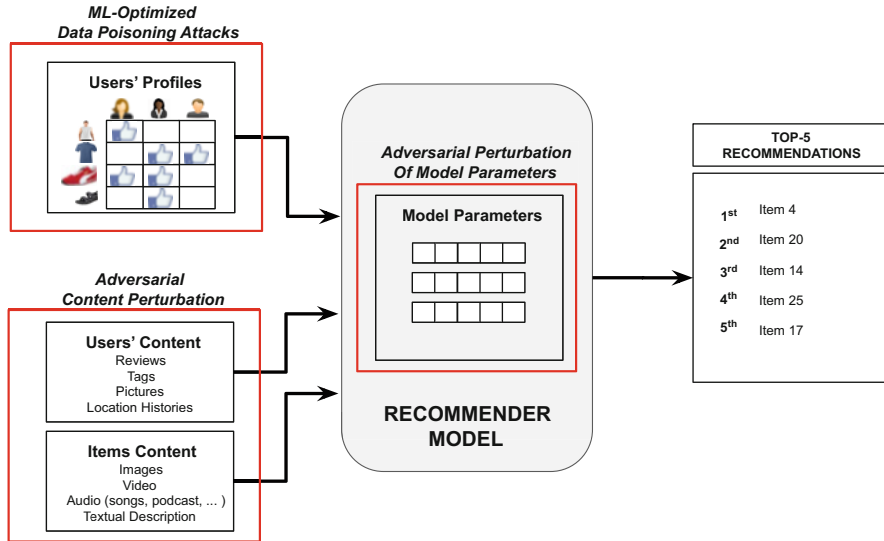 ML-Optimized
Data Poisoning Attacks
Users' Profiles
Adversarial
Content Perturbation
Users' Content
Reviews
Tags
Pictures
Location Histories
Items Content
Images
Video
Audio (songs, podcast, ... )
Textual Description
Adversarial Perturbation
Of Model Parameters
Model Parameters
RECOMMENDER
MODEL
TOP-5
RECOMMENDATIONS
1st Item 4
2nd Item 20
3rd Item 14
4th Item 25
5th Item 17